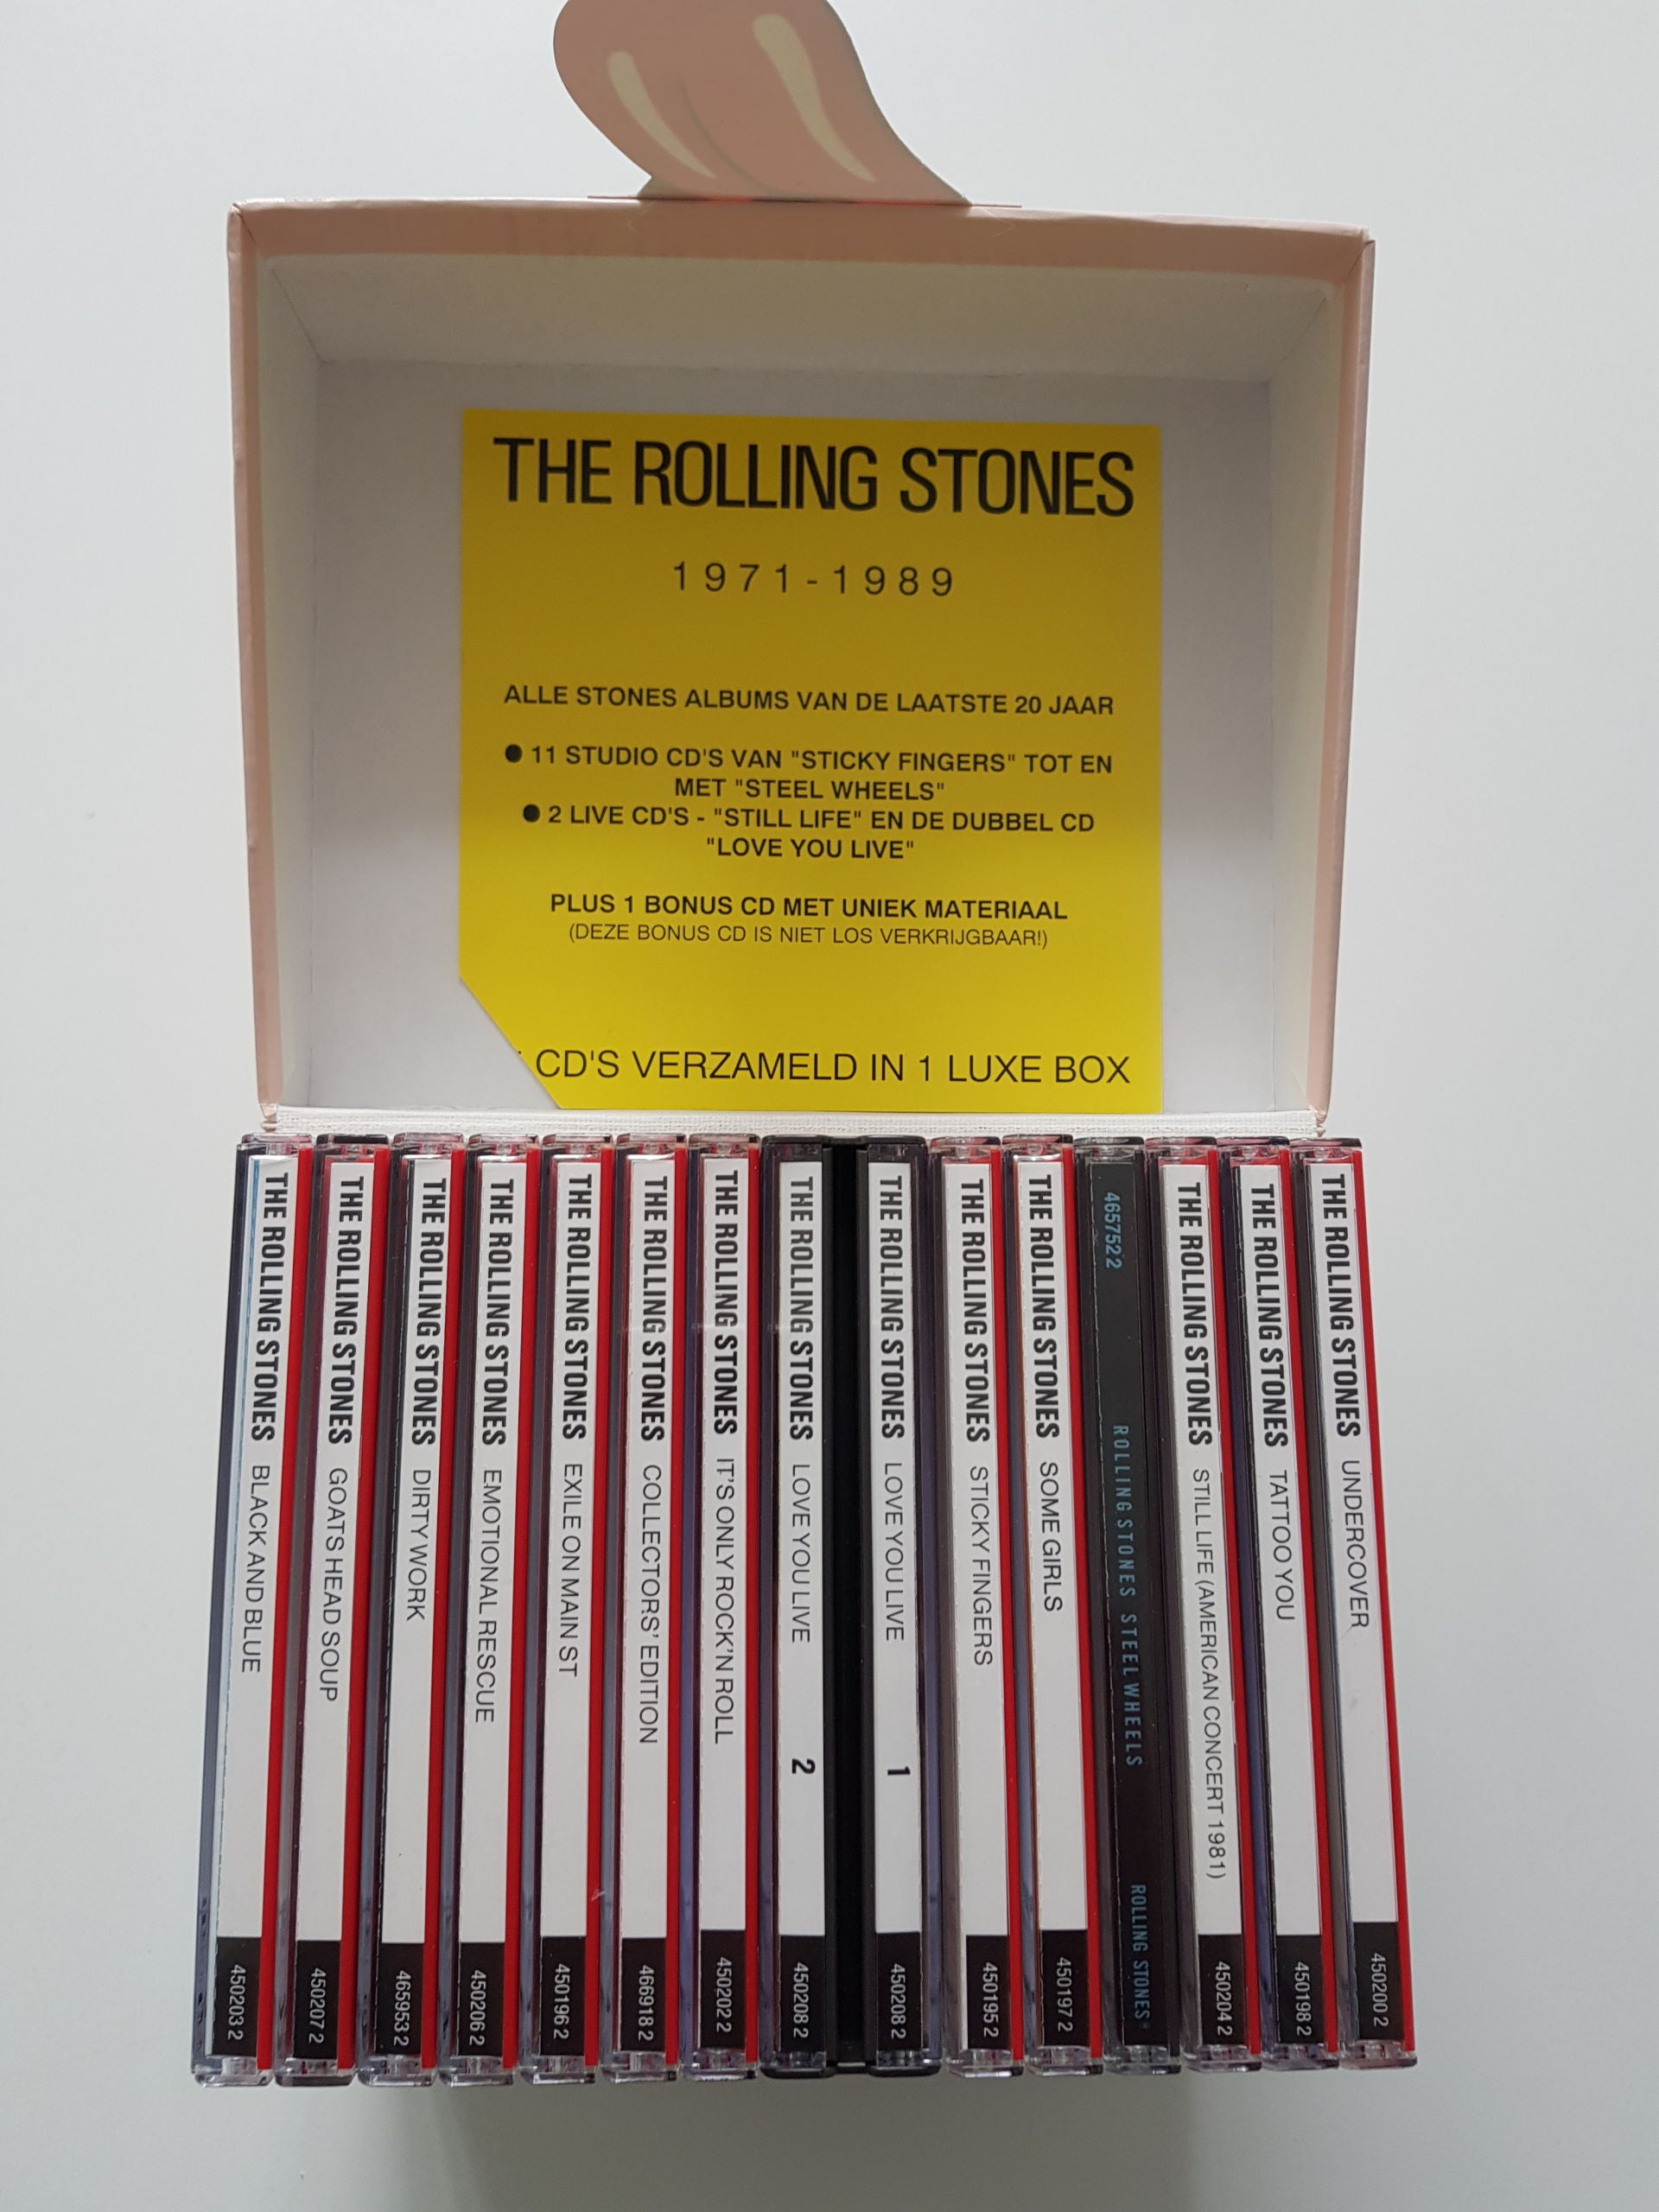 THE ROLLING STONES
1971-1989
ALLE STONES ALBUMS VAN DE LAATSTE 20 JAAR
● 11 STUDIO CD'S VAN "STICKY FINGERS" TOT EN
MET "STEEL WHEELS"
● 2 LIVE CD'S - "STILL LIFE" EN DE DUBBEL CD
"LOVE YOU LIVE"
PLUS 1 BONUS CD MET UNIEK MATERIAAL
(DEZE BONUS CD IS NIET LOS VERKRIJGBAAR!)
CD'S VERZAMELD IN 1 LUXE BOX
THE ROLLING STONES BLACK AND BLUE 450203 2
THE ROLLING STONES GOATS HEAD SOUP 450207 2
THE ROLLING STONES DIRTY WORK 465953 2
THE ROLLING STONES EMOTIONAL RESCUE 450206 2
THE ROLLING STONES EXILE ON MAIN ST 450196 2
THE ROLLING STONES COLLECTORS' EDITION 466918 2
THE ROLLING STONES IT'S ONLY ROCK'N ROLL 450202 2
THE ROLLING STONES LOVE YOU LIVE 2 450208 2
THE ROLLING STONES LOVE YOU LIVE 1 450208 2
THE ROLLING STONES STICKY FINGERS 450195 2
THE ROLLING STONES SOME GIRLS 450197 2
465752 2 ROLLING STONES STEEL WHEELS ROLLING STONES
THE ROLLING STONES STILL LIFE (AMERICAN CONCERT 1981) 450204 2
THE ROLLING STONES TATTOO YOU 450198 2
THE ROLLING STONES UNDERCOVER 450200 2